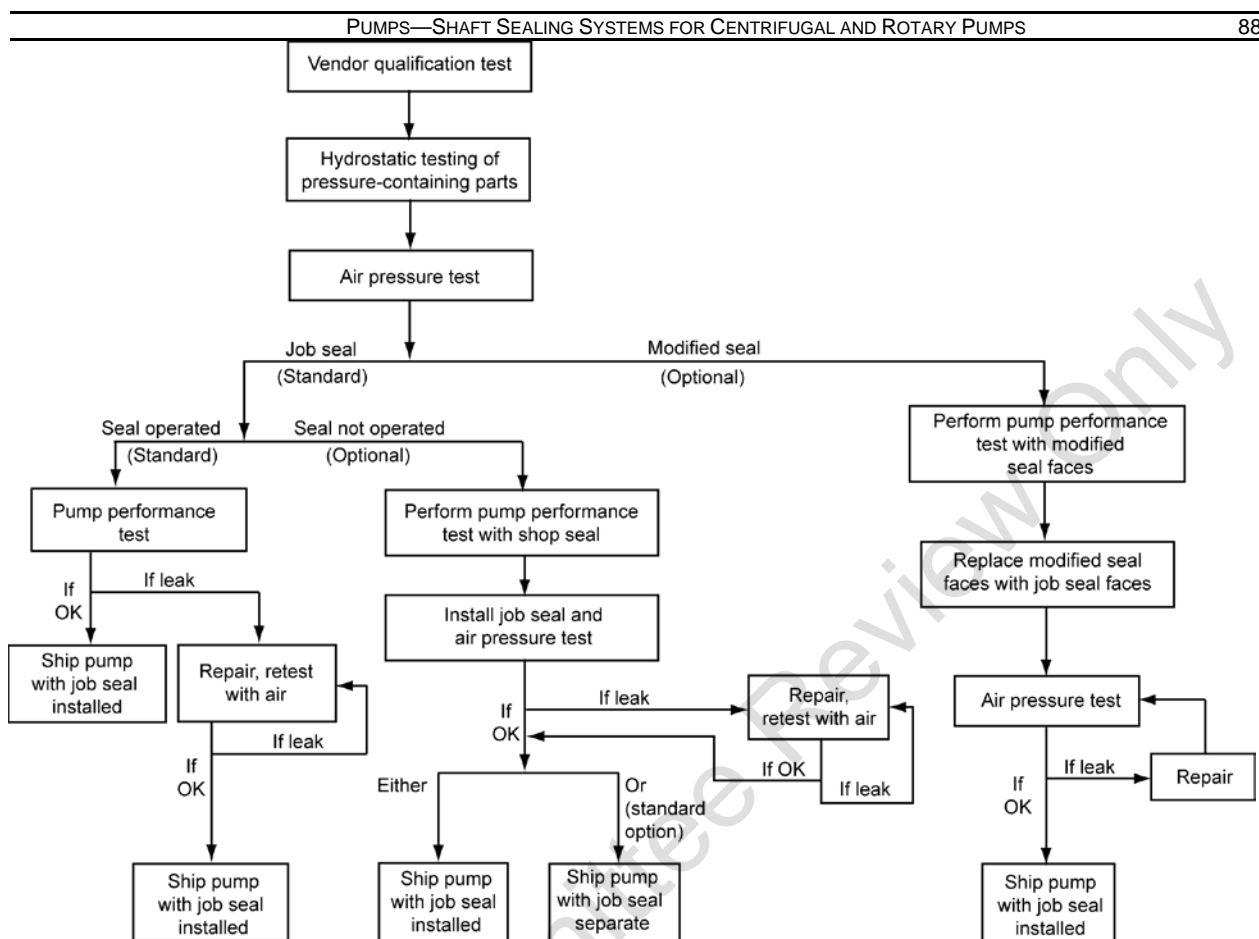 PUMPS—SHAFT SEALING SYSTEMS FOR CENTRIFUGAL AND ROTARY PUMPS 88
Vendor qualification test
Hydrostatic testing of
pressure-containing parts
Air pressure test
Job seal
(Standard)
Modified seal
(Optional)
Seal operated
(Standard)
Seal not operated
(Optional)
Perform pump performance
test with modified
seal faces
Pump performance
test
Perform pump performance
test with shop seal
Replace modified seal
faces with job seal faces
If
OK
If leak
Install job seal and
air pressure test
Ship pump
with job seal
installed
Repair, retest
with air
If leak
If
OK
If
OK
If leak
Repair,
retest with air
If OK
If leak
Air pressure test
If leak
Repair
If
OK
Either
Or
(standard
option)
Ship pump
with job seal
installed
Ship pump
with job seal
installed
Ship pump
with job seal
separate
Ship pump
with job seal
installed
mittee Review Only